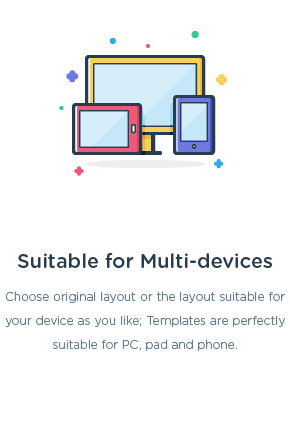 Suitable for Multi-devices
Choose original layout or the layout suitable for
your device as you like; Templates are perfectly
suitable for PC, pad and phone.